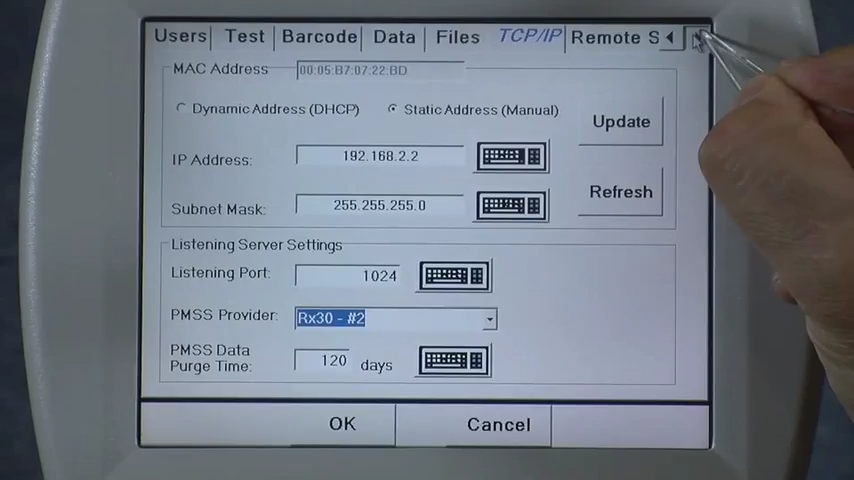 Users Test Barcode Data Files TCP/IP Remote S
MAC Address 00:05:B7:07:22:BD
Dynamic Address (DHCP) Static Address (Manual)
Update
IP Address: 192.168.2.2
Refresh
Subnet Mask: 255.255.255.0
Listening Server Settings
Listening Port: 1024
PMSS Provider: Rx30 - #2
PMSS Data
Purge Time: 120 days
OK Cancel